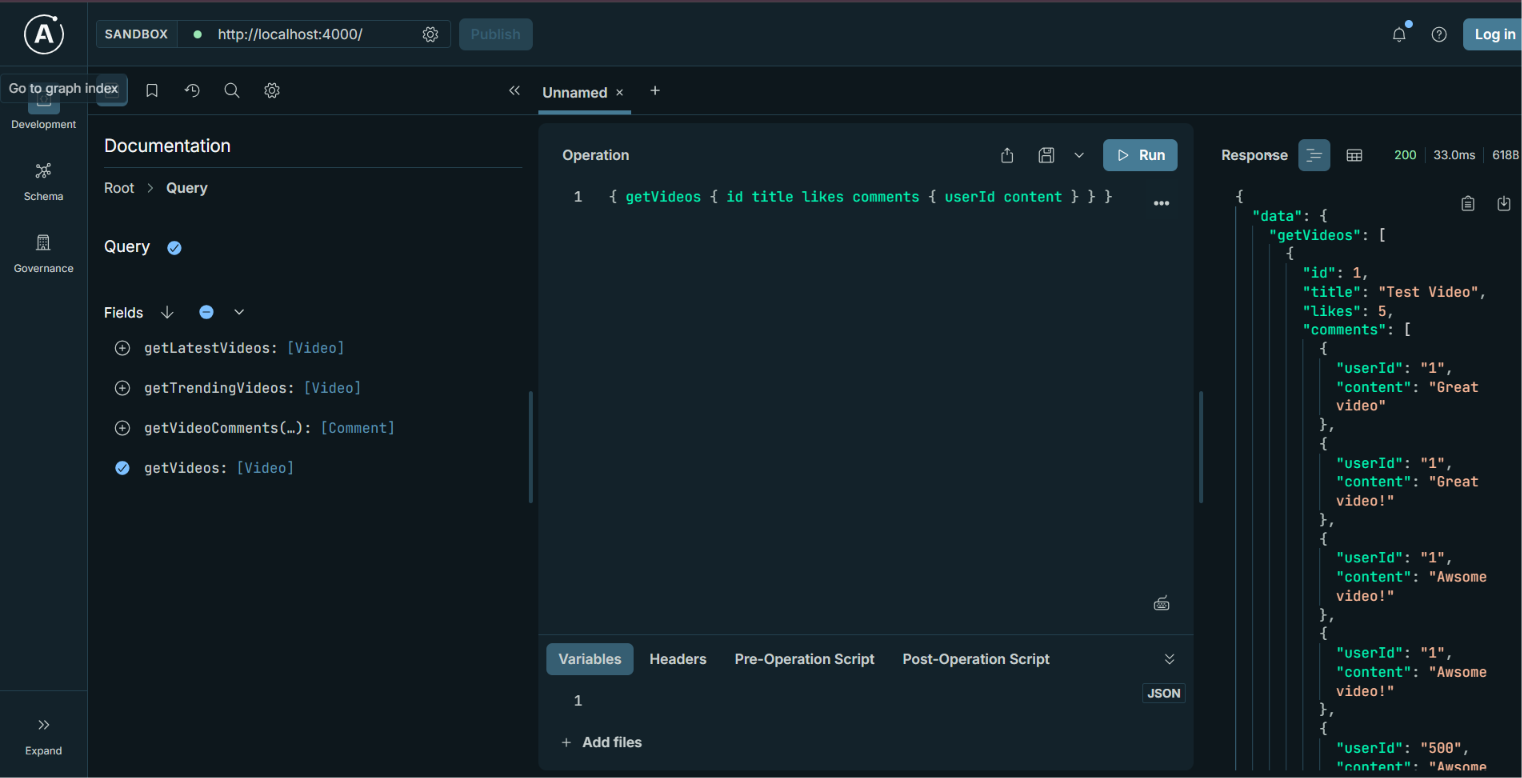 SANDBOX http://localhost:4000/ Publish Log in
Go to graph index
Development
Schema
Governance
Expand
Documentation
Root > Query
Query
Fields
getLatestVideos: [Video]
getTrendingVideos: [Video]
getVideoComments(…): [Comment]
getVideos: [Video]
Unnamed × +
Operation Run
1 { getVideos { id title likes comments { userId content } } }
Variables Headers Pre-Operation Script Post-Operation Script
1 JSON
+ Add files
Response 200 33.0ms 618B
{
"data": {
"getVideos": [
{
"id": 1,
"title": "Test Video",
"likes": 5,
"comments": [
{
"userId": "1",
"content": "Great
video"
},
{
"userId": "1",
"content": "Great
video!"
},
{
"userId": "1",
"content": "Awsome
video!"
},
{
"userId": "1",
"content": "Awsome
video!"
},
{
"userId": "500",
"content": "Awsome